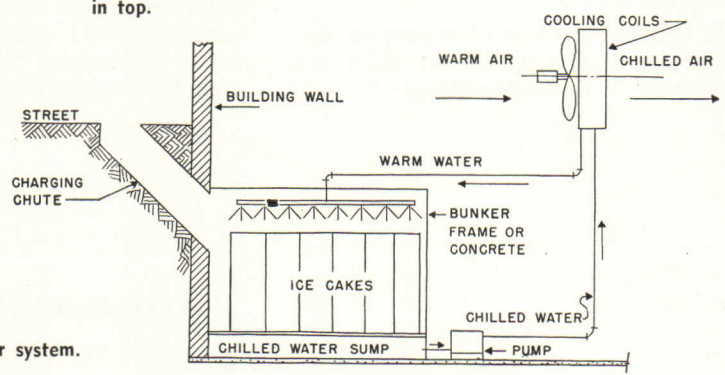 in top.
COOLING COILS
WARM AIR
CHILLED AIR
BUILDING WALL
STREET
WARM WATER
CHARGING
CHUTE
BUNKER
FRAME OR
CONCRETE
ICE CAKES
CHILLED WATER
CHILLED WATER SUMP
PUMP
r system.